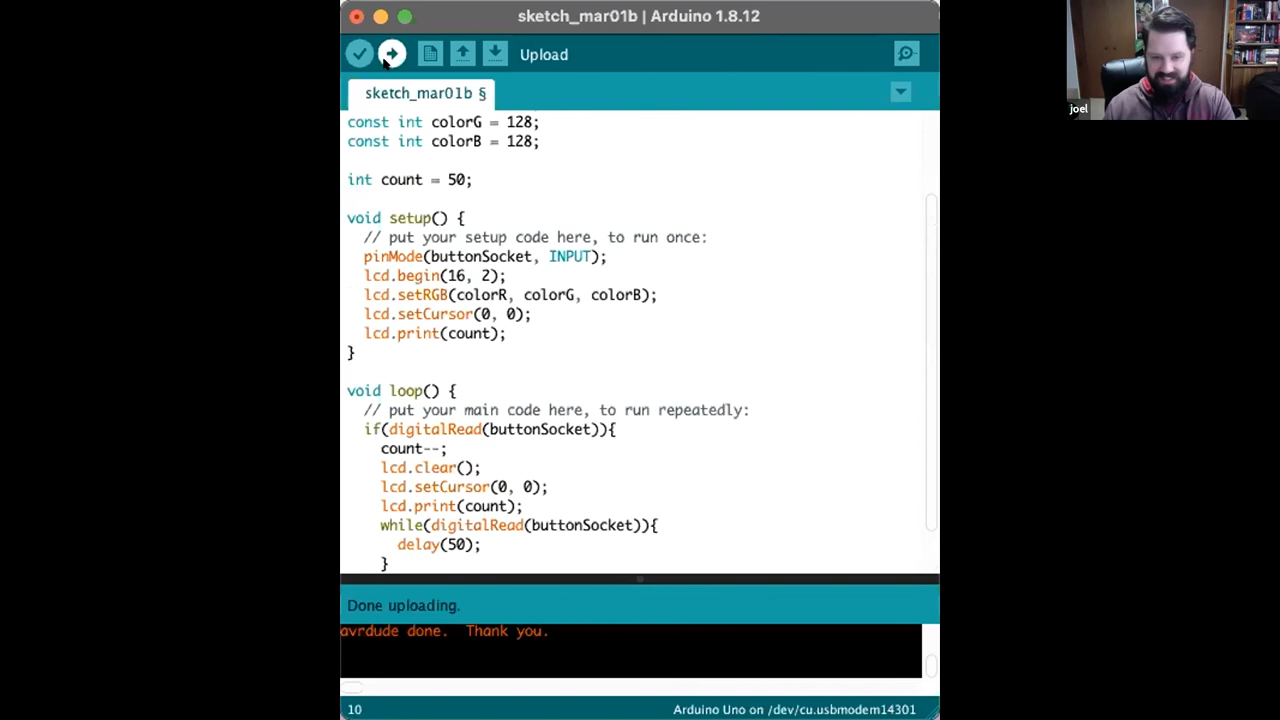 sketch_mar01b | Arduino 1.8.12
Upload
joel
sketch_mar01b §
const int colorG = 128;
const int colorB = 128;
int count = 50;
void setup() {
// put your setup code here, to run once:
pinMode(buttonSocket, INPUT);
lcd.begin(16, 2);
lcd.setRGB(colorR, colorG, colorB);
lcd.setCursor(0, 0);
lcd.print(count);
}
void loop() {
// put your main code here, to run repeatedly:
if(digitalRead(buttonSocket)){
count--;
lcd.clear();
lcd.setCursor(0, 0);
lcd.print(count);
while(digitalRead(buttonSocket)){
delay(50);
}
Done uploading.
avrdude done.  Thank you.
10
Arduino Uno on /dev/cu.usbmodem14301